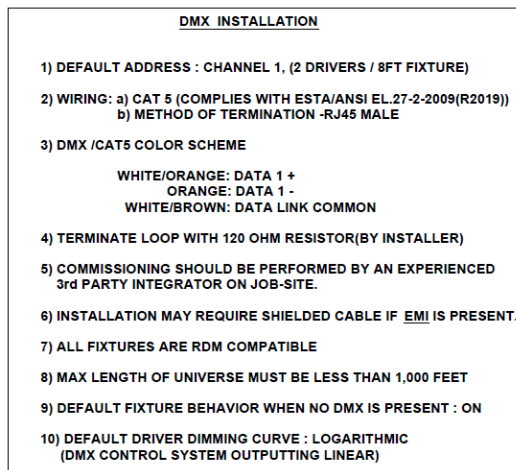 DMX INSTALLATION
1) DEFAULT ADDRESS : CHANNEL 1, (2 DRIVERS / 8FT FIXTURE)
2) WIRING: a) CAT 5 (COMPLIES WITH ESTA/ANSI EL.27-2-2009(R2019))
b) METHOD OF TERMINATION -RJ45 MALE
3) DMX /CAT5 COLOR SCHEME
WHITE/ORANGE: DATA 1 +
ORANGE: DATA 1 -
WHITE/BROWN: DATA LINK COMMON
4) TERMINATE LOOP WITH 120 OHM RESISTOR(BY INSTALLER)
5) COMMISSIONING SHOULD BE PERFORMED BY AN EXPERIENCED
3rd PARTY INTEGRATOR ON JOB-SITE.
6) INSTALLATION MAY REQUIRE SHIELDED CABLE IF EMI IS PRESENT.
7) ALL FIXTURES ARE RDM COMPATIBLE
8) MAX LENGTH OF UNIVERSE MUST BE LESS THAN 1,000 FEET
9) DEFAULT FIXTURE BEHAVIOR WHEN NO DMX IS PRESENT : ON
10) DEFAULT DRIVER DIMMING CURVE : LOGARITHMIC
(DMX CONTROL SYSTEM OUTPUTTING LINEAR)